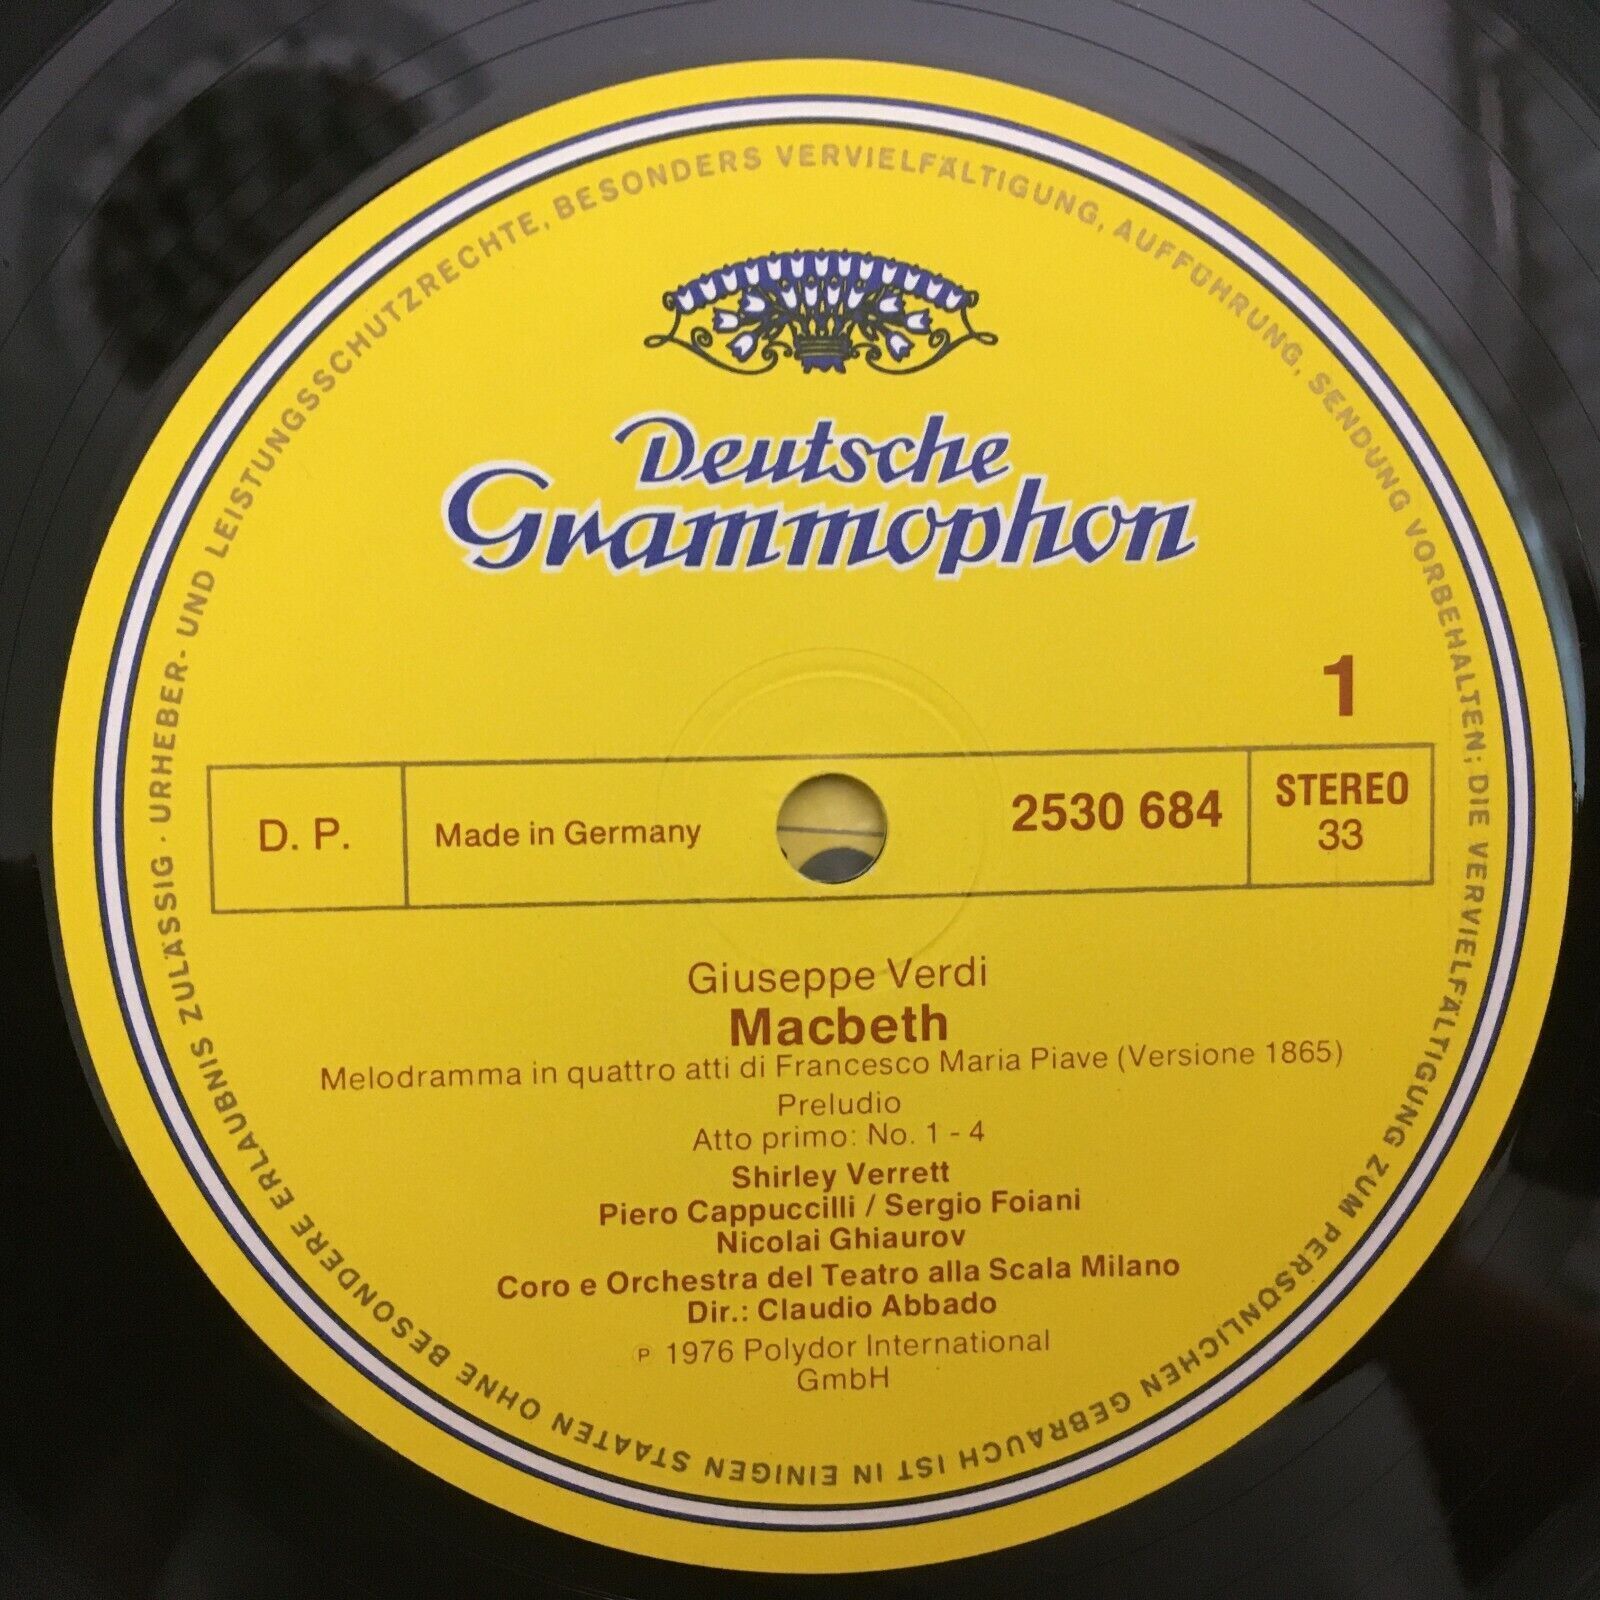 URHEBER- UND LEISTUNGSSCHUTZRECHTE, BESONDERS VERVIELFÄLTIGUNG, AUFFÜHRUNG, SENDUNG VORBEHALTEN; DIE VERVIELFÄLTIGUNG ZUM PERSÖNLICHEN GEBRAUCH IST IN EINIGEN STAATEN OHNE BESONDERE ERLAUBNIS ZULÄSSIG ·
Deutsche
Grammophon
1
D. P.
Made in Germany
2530 684
STEREO
33
Giuseppe Verdi
Macbeth
Melodramma in quattro atti di Francesco Maria Piave (Versione 1865)
Preludio
Atto primo: No. 1 - 4
Shirley Verrett
Piero Cappuccilli / Sergio Foiani
Nicolai Ghiaurov
Coro e Orchestra del Teatro alla Scala Milano
Dir.: Claudio Abbado
℗ 1976 Polydor International
GmbH